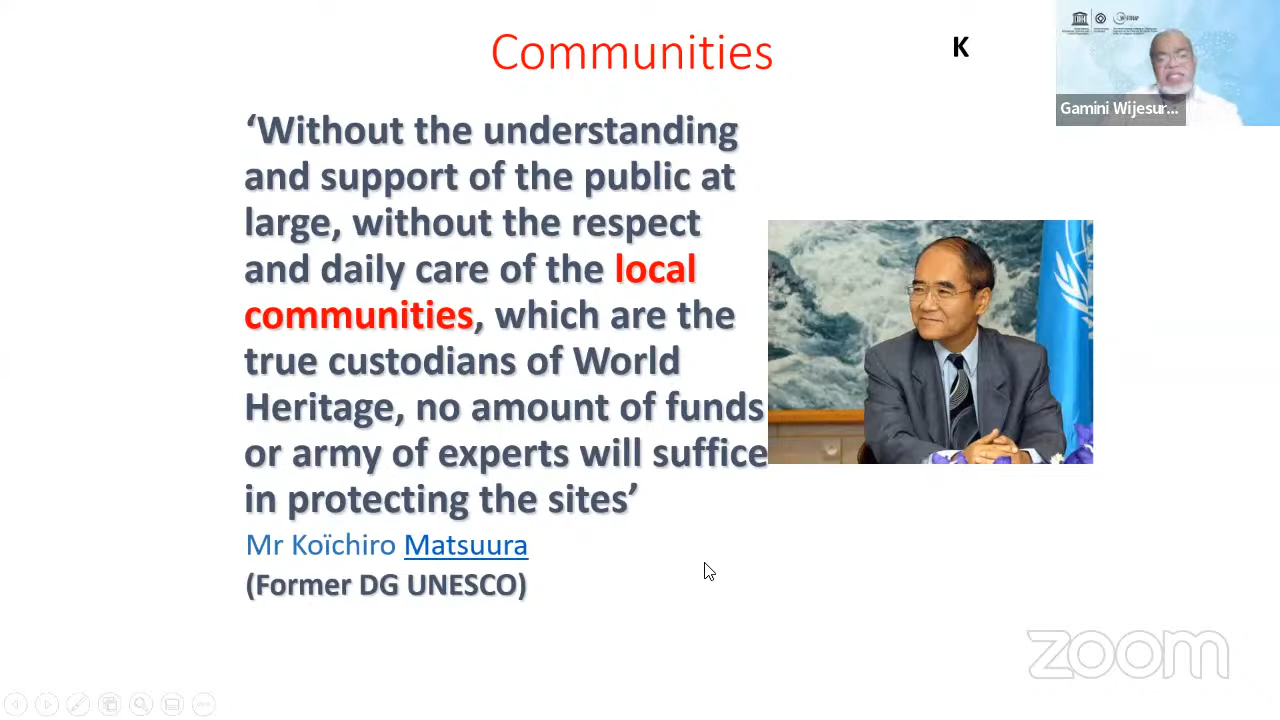 Communities
K
Gamini Wijesur...
‘Without the understanding
and support of the public at
large, without the respect
and daily care of the local
communities, which are the
true custodians of World
Heritage, no amount of funds
or army of experts will suffice
in protecting the sites’
Mr Koïchiro Matsuura
(Former DG UNESCO)
zoom